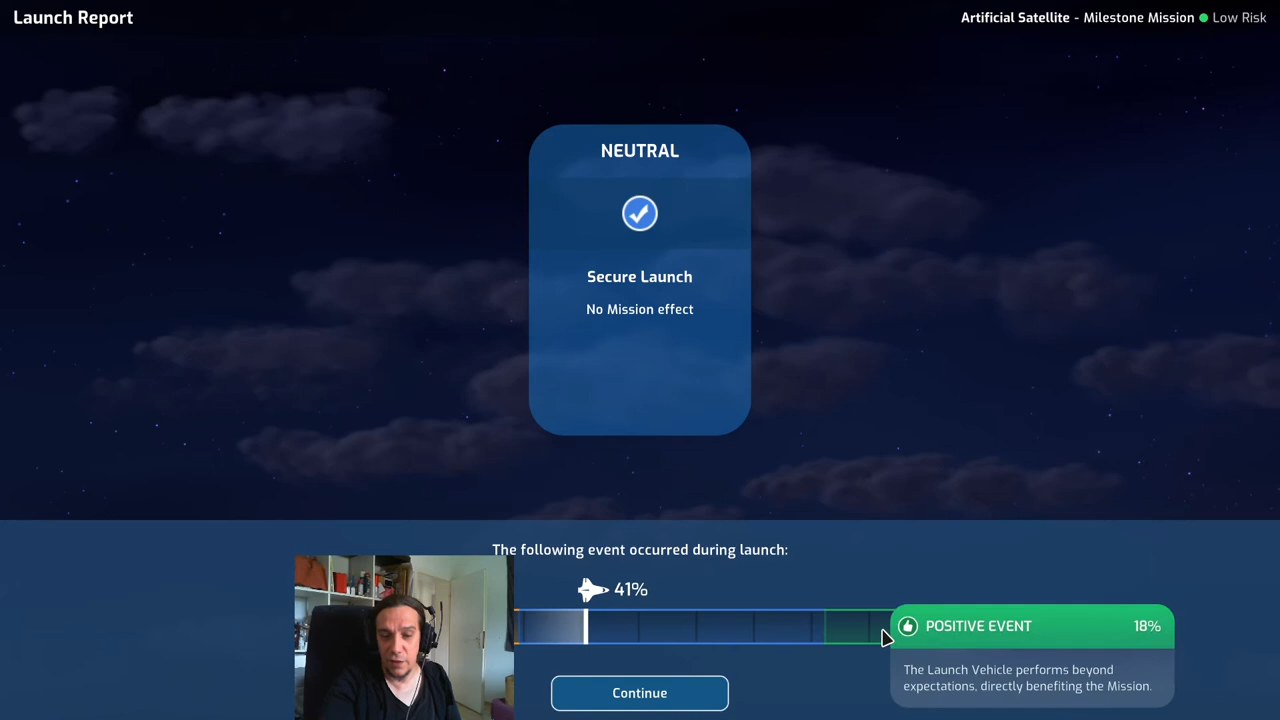 Launch Report
Artificial Satellite - Milestone Mission Low Risk
NEUTRAL
Secure Launch
No Mission effect
The following event occurred during launch:
41%
POSITIVE EVENT 18%
The Launch Vehicle performs beyond
expectations, directly benefiting the Mission.
Continue